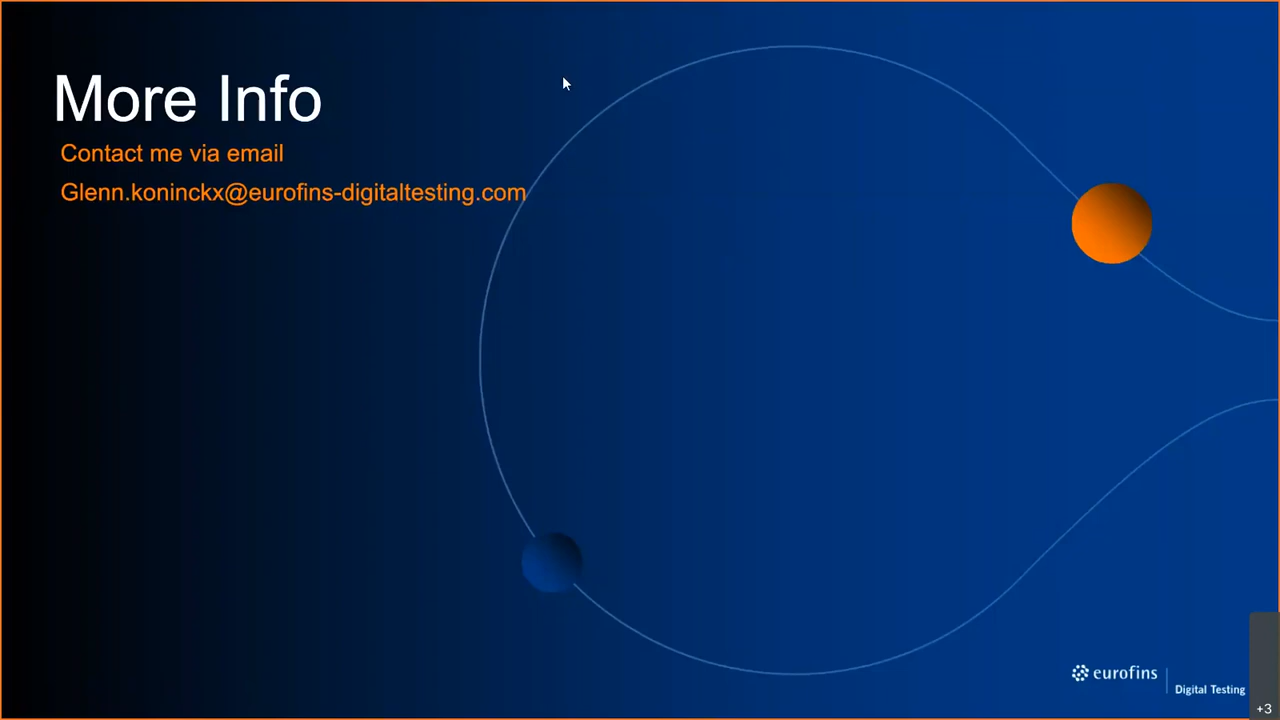 More Info
Contact me via email
Glenn.koninckx@eurofins-digitaltesting.com
eurofins
Digital Testing
+3